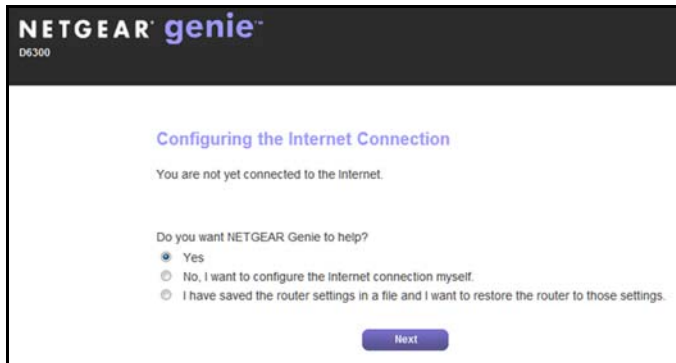 NETGEAR® genie™
D6300
Configuring the Internet Connection
You are not yet connected to the Internet.
Do you want NETGEAR Genie to help?
Yes
No, I want to configure the Internet connection myself.
I have saved the router settings in a file and I want to restore the router to those settings.
Next